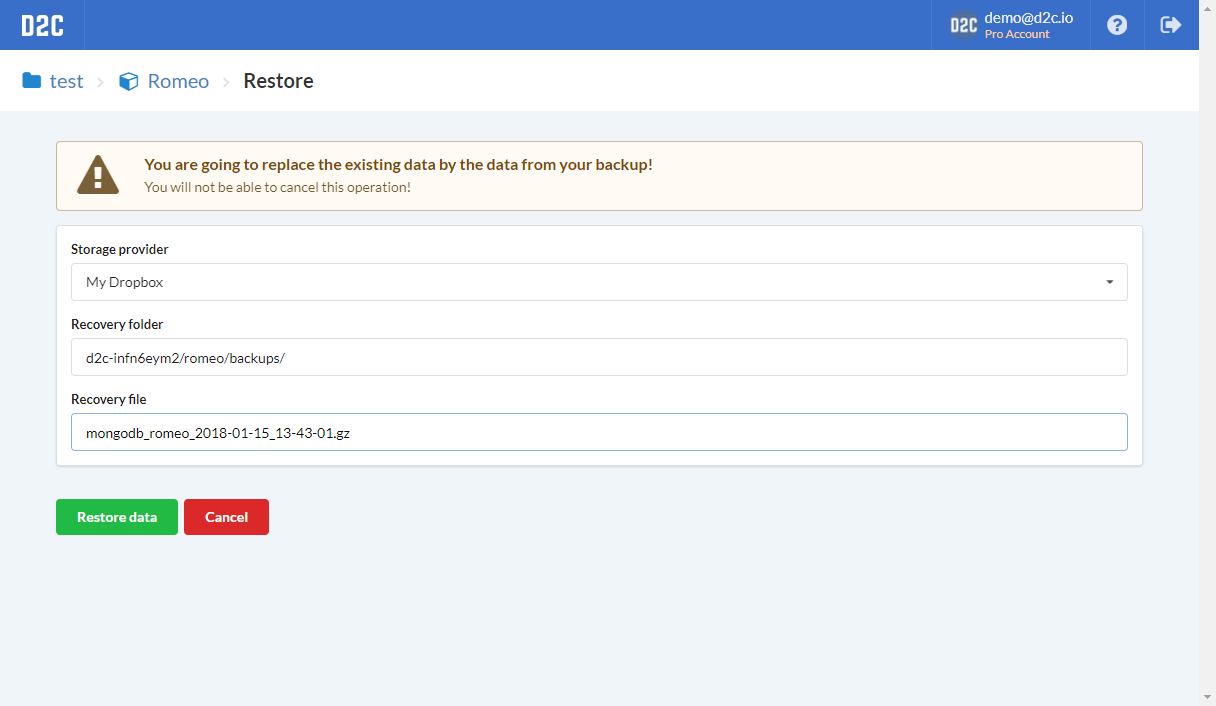 D2C
D2C demo@d2c.io
Pro Account
test Romeo Restore
You are going to replace the existing data by the data from your backup!
You will not be able to cancel this operation!
Storage provider
My Dropbox
Recovery folder
d2c-infn6eym2/romeo/backups/
Recovery file
mongodb_romeo_2018-01-15_13-43-01.gz
Restore data Cancel